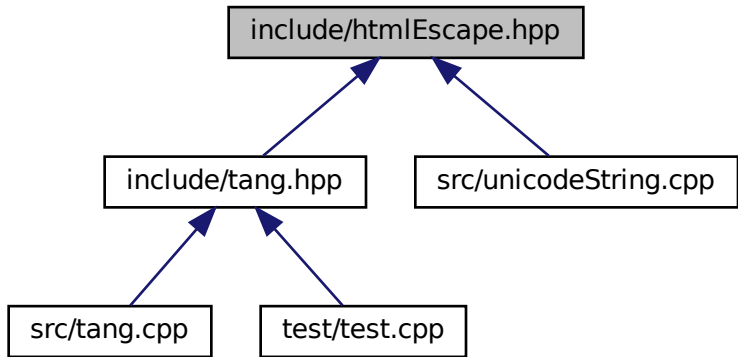 include/htmlEscape.hpp
include/tang.hpp
src/unicodeString.cpp
src/tang.cpp
test/test.cpp